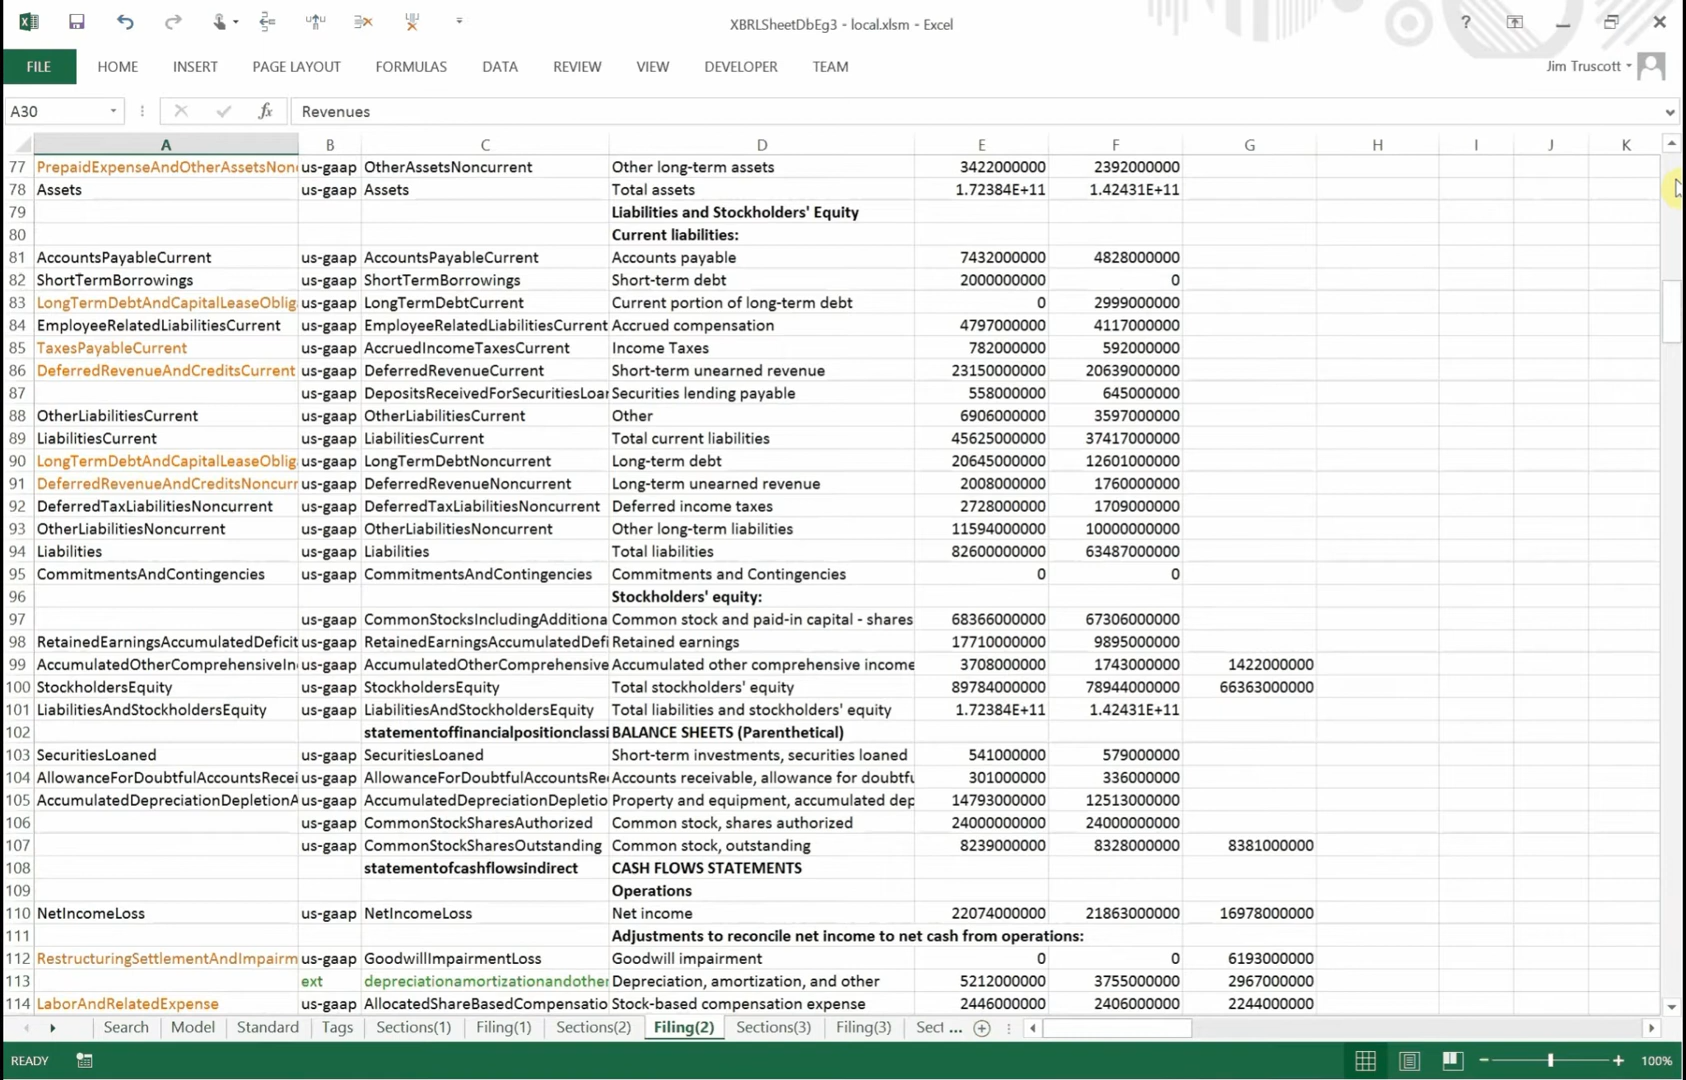 XBRLSheetDbEg3 - local.xlsm - Excel
FILE HOME INSERT PAGE LAYOUT FORMULAS DATA REVIEW VIEW DEVELOPER TEAM Jim Truscott
A30 fx Revenues
A B C D E F G H I J K
77 PrepaidExpenseAndOtherAssetsNon us-gaap OtherAssetsNoncurrent Other long-term assets 3422000000 2392000000
78 Assets us-gaap Assets Total assets 1.72384E+11 1.42431E+11
79 Liabilities and Stockholders' Equity
80 Current liabilities:
81 AccountsPayableCurrent us-gaap AccountsPayableCurrent Accounts payable 7432000000 4828000000
82 ShortTermBorrowings us-gaap ShortTermBorrowings Short-term debt 2000000000 0
83 LongTermDebtAndCapitalLeaseOblig us-gaap LongTermDebtCurrent Current portion of long-term debt 0 2999000000
84 EmployeeRelatedLiabilitiesCurrent us-gaap EmployeeRelatedLiabilitiesCurrent Accrued compensation 4797000000 4117000000
85 TaxesPayableCurrent us-gaap AccruedIncomeTaxesCurrent Income Taxes 782000000 592000000
86 DeferredRevenueAndCreditsCurrent us-gaap DeferredRevenueCurrent Short-term unearned revenue 23150000000 20639000000
87 us-gaap DepositsReceivedForSecuritiesLoar Securities lending payable 558000000 645000000
88 OtherLiabilitiesCurrent us-gaap OtherLiabilitiesCurrent Other 6906000000 3597000000
89 LiabilitiesCurrent us-gaap LiabilitiesCurrent Total current liabilities 45625000000 37417000000
90 LongTermDebtAndCapitalLeaseOblig us-gaap LongTermDebtNoncurrent Long-term debt 20645000000 12601000000
91 DeferredRevenueAndCreditsNoncurr us-gaap DeferredRevenueNoncurrent Long-term unearned revenue 2008000000 1760000000
92 DeferredTaxLiabilitiesNoncurrent us-gaap DeferredTaxLiabilitiesNoncurrent Deferred income taxes 2728000000 1709000000
93 OtherLiabilitiesNoncurrent us-gaap OtherLiabilitiesNoncurrent Other long-term liabilities 11594000000 10000000000
94 Liabilities us-gaap Liabilities Total liabilities 82600000000 63487000000
95 CommitmentsAndContingencies us-gaap CommitmentsAndContingencies Commitments and Contingencies 0 0
96 Stockholders' equity:
97 us-gaap CommonStocksIncludingAdditiona Common stock and paid-in capital - shares 68366000000 67306000000
98 RetainedEarningsAccumulatedDeficit us-gaap RetainedEarningsAccumulatedDefi Retained earnings 17710000000 9895000000
99 AccumulatedOtherComprehensiveIn us-gaap AccumulatedOtherComprehensive Accumulated other comprehensive income 3708000000 1743000000 1422000000
100 StockholdersEquity us-gaap StockholdersEquity Total stockholders' equity 89784000000 78944000000 66363000000
101 LiabilitiesAndStockholdersEquity us-gaap LiabilitiesAndStockholdersEquity Total liabilities and stockholders' equity 1.72384E+11 1.42431E+11
102 statementoffinancialpositionclassi BALANCE SHEETS (Parenthetical)
103 SecuritiesLoaned us-gaap SecuritiesLoaned Short-term investments, securities loaned 541000000 579000000
104 AllowanceForDoubtfulAccountsRecei us-gaap AllowanceForDoubtfulAccountsRe Accounts receivable, allowance for doubtfu 301000000 336000000
105 AccumulatedDepreciationDepletionA us-gaap AccumulatedDepreciationDepletio Property and equipment, accumulated dep 14793000000 12513000000
106 us-gaap CommonStockSharesAuthorized Common stock, shares authorized 24000000000 24000000000
107 us-gaap CommonStockSharesOutstanding Common stock, outstanding 8239000000 8328000000 8381000000
108 statementofcashflowsindirect CASH FLOWS STATEMENTS
109 Operations
110 NetIncomeLoss us-gaap NetIncomeLoss Net income 22074000000 21863000000 16978000000
111 Adjustments to reconcile net income to net cash from operations:
112 RestructuringSettlementAndImpairm us-gaap GoodwillImpairmentLoss Goodwill impairment 0 0 6193000000
113 ext depreciationamortizationandother Depreciation, amortization, and other 5212000000 3755000000 2967000000
114 LaborAndRelatedExpense us-gaap AllocatedShareBasedCompensatio Stock-based compensation expense 2446000000 2406000000 2244000000
Search Model Standard Tags Sections(1) Filing(1) Sections(2) Filing(2) Sections(3) Filing(3) Sect ...
READY 100%